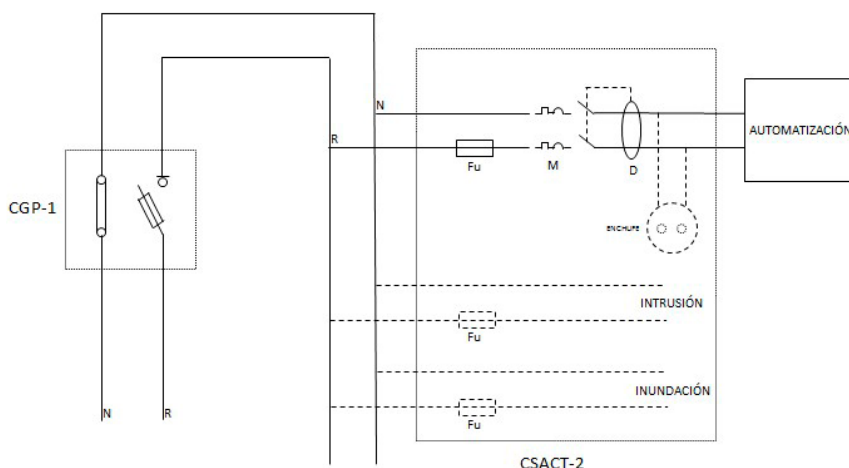 N
R
AUTOMATIZACIÓN
Fu
M
D
CGP-1
ENCHUFE
INTRUSIÓN
Fu
INUNDACIÓN
N
R
Fu
CSACT-2